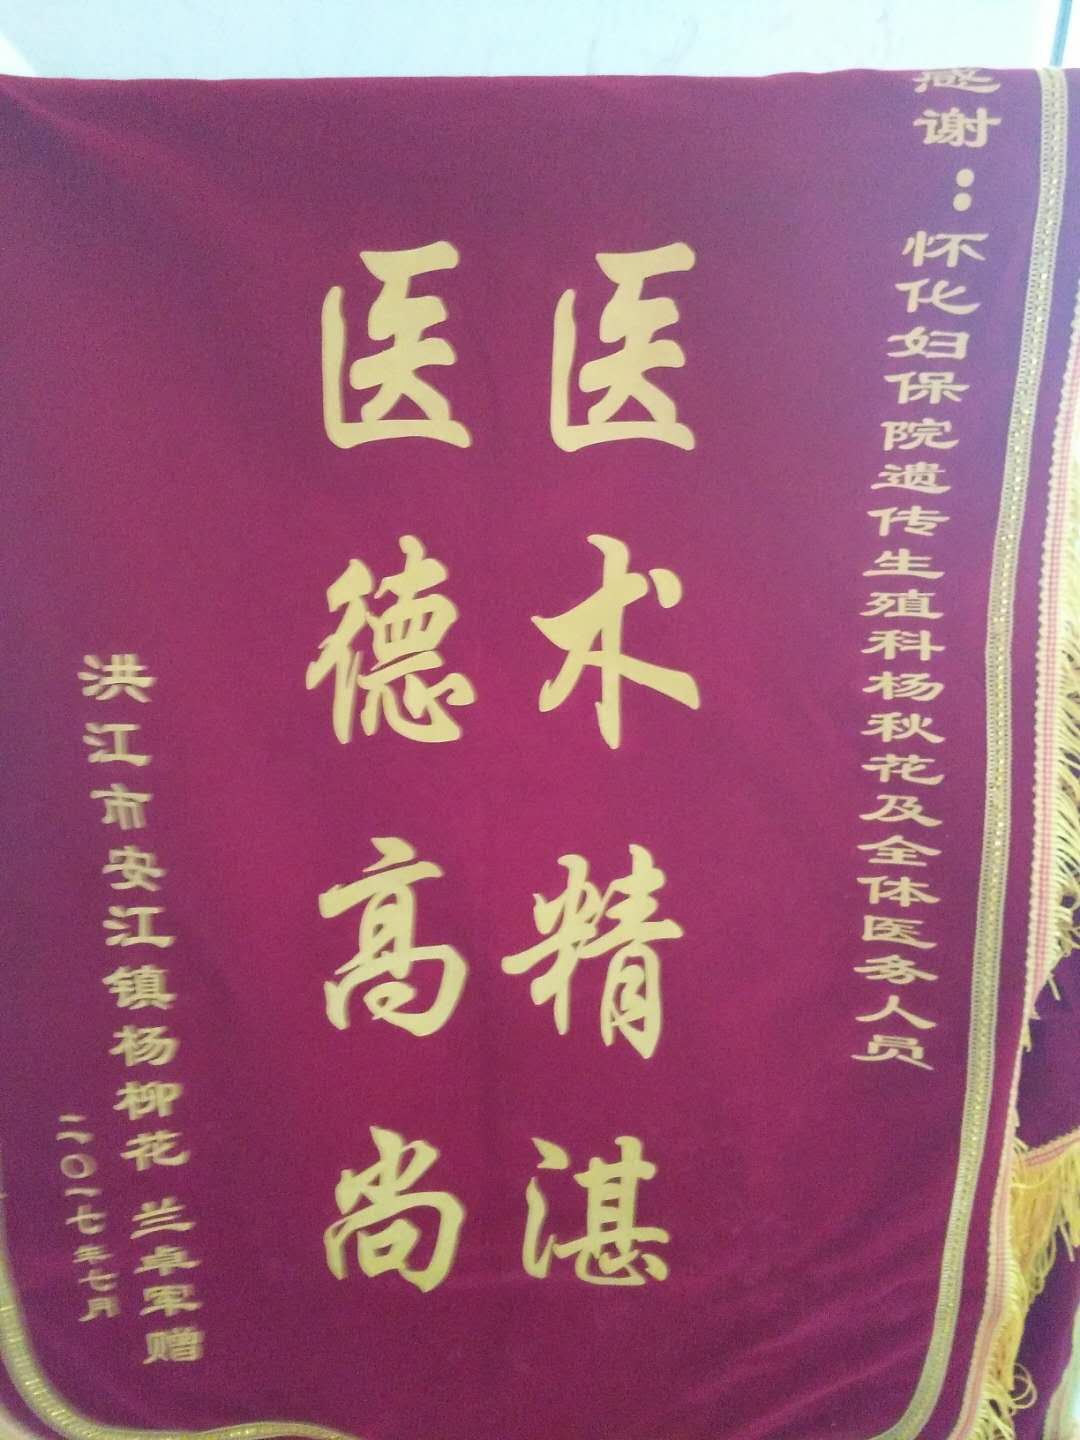 感谢：怀化妇保院遗传生殖科杨秋花及全体医务人员
医术精湛
医德高尚
洪江市安江镇杨柳花 兰卓军赠
二〇一七年七月